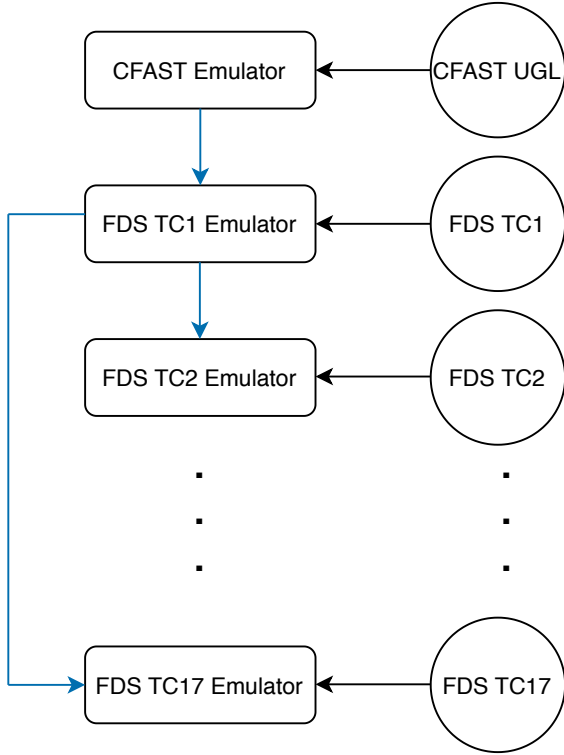 CFAST Emulator
CFAST UGL
FDS TC1 Emulator
FDS TC1
FDS TC2 Emulator
FDS TC2
FDS TC17 Emulator
FDS TC17